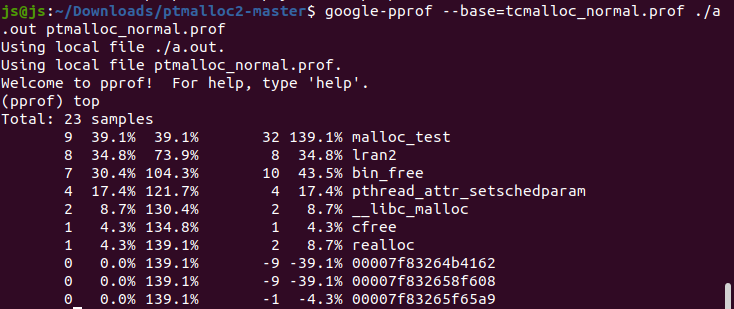 js@js:~/Downloads/ptmalloc2-master$ google-pprof --base=tcmalloc_normal.prof ./a
.out ptmalloc_normal.prof
Using local file ./a.out.
Using local file ptmalloc_normal.prof.
Welcome to pprof!  For help, type 'help'.
(pprof) top
Total: 23 samples
       9  39.1%  39.1%       32 139.1% malloc_test
       8  34.8%  73.9%        8  34.8% lran2
       7  30.4% 104.3%       10  43.5% bin_free
       4  17.4% 121.7%        4  17.4% pthread_attr_setschedparam
       2   8.7% 130.4%        2   8.7% __libc_malloc
       1   4.3% 134.8%        1   4.3% cfree
       1   4.3% 139.1%        2   8.7% realloc
       0   0.0% 139.1%       -9 -39.1% 00007f83264b4162
       0   0.0% 139.1%       -9 -39.1% 00007f832658f608
       0   0.0% 139.1%       -1  -4.3% 00007f83265f65a9